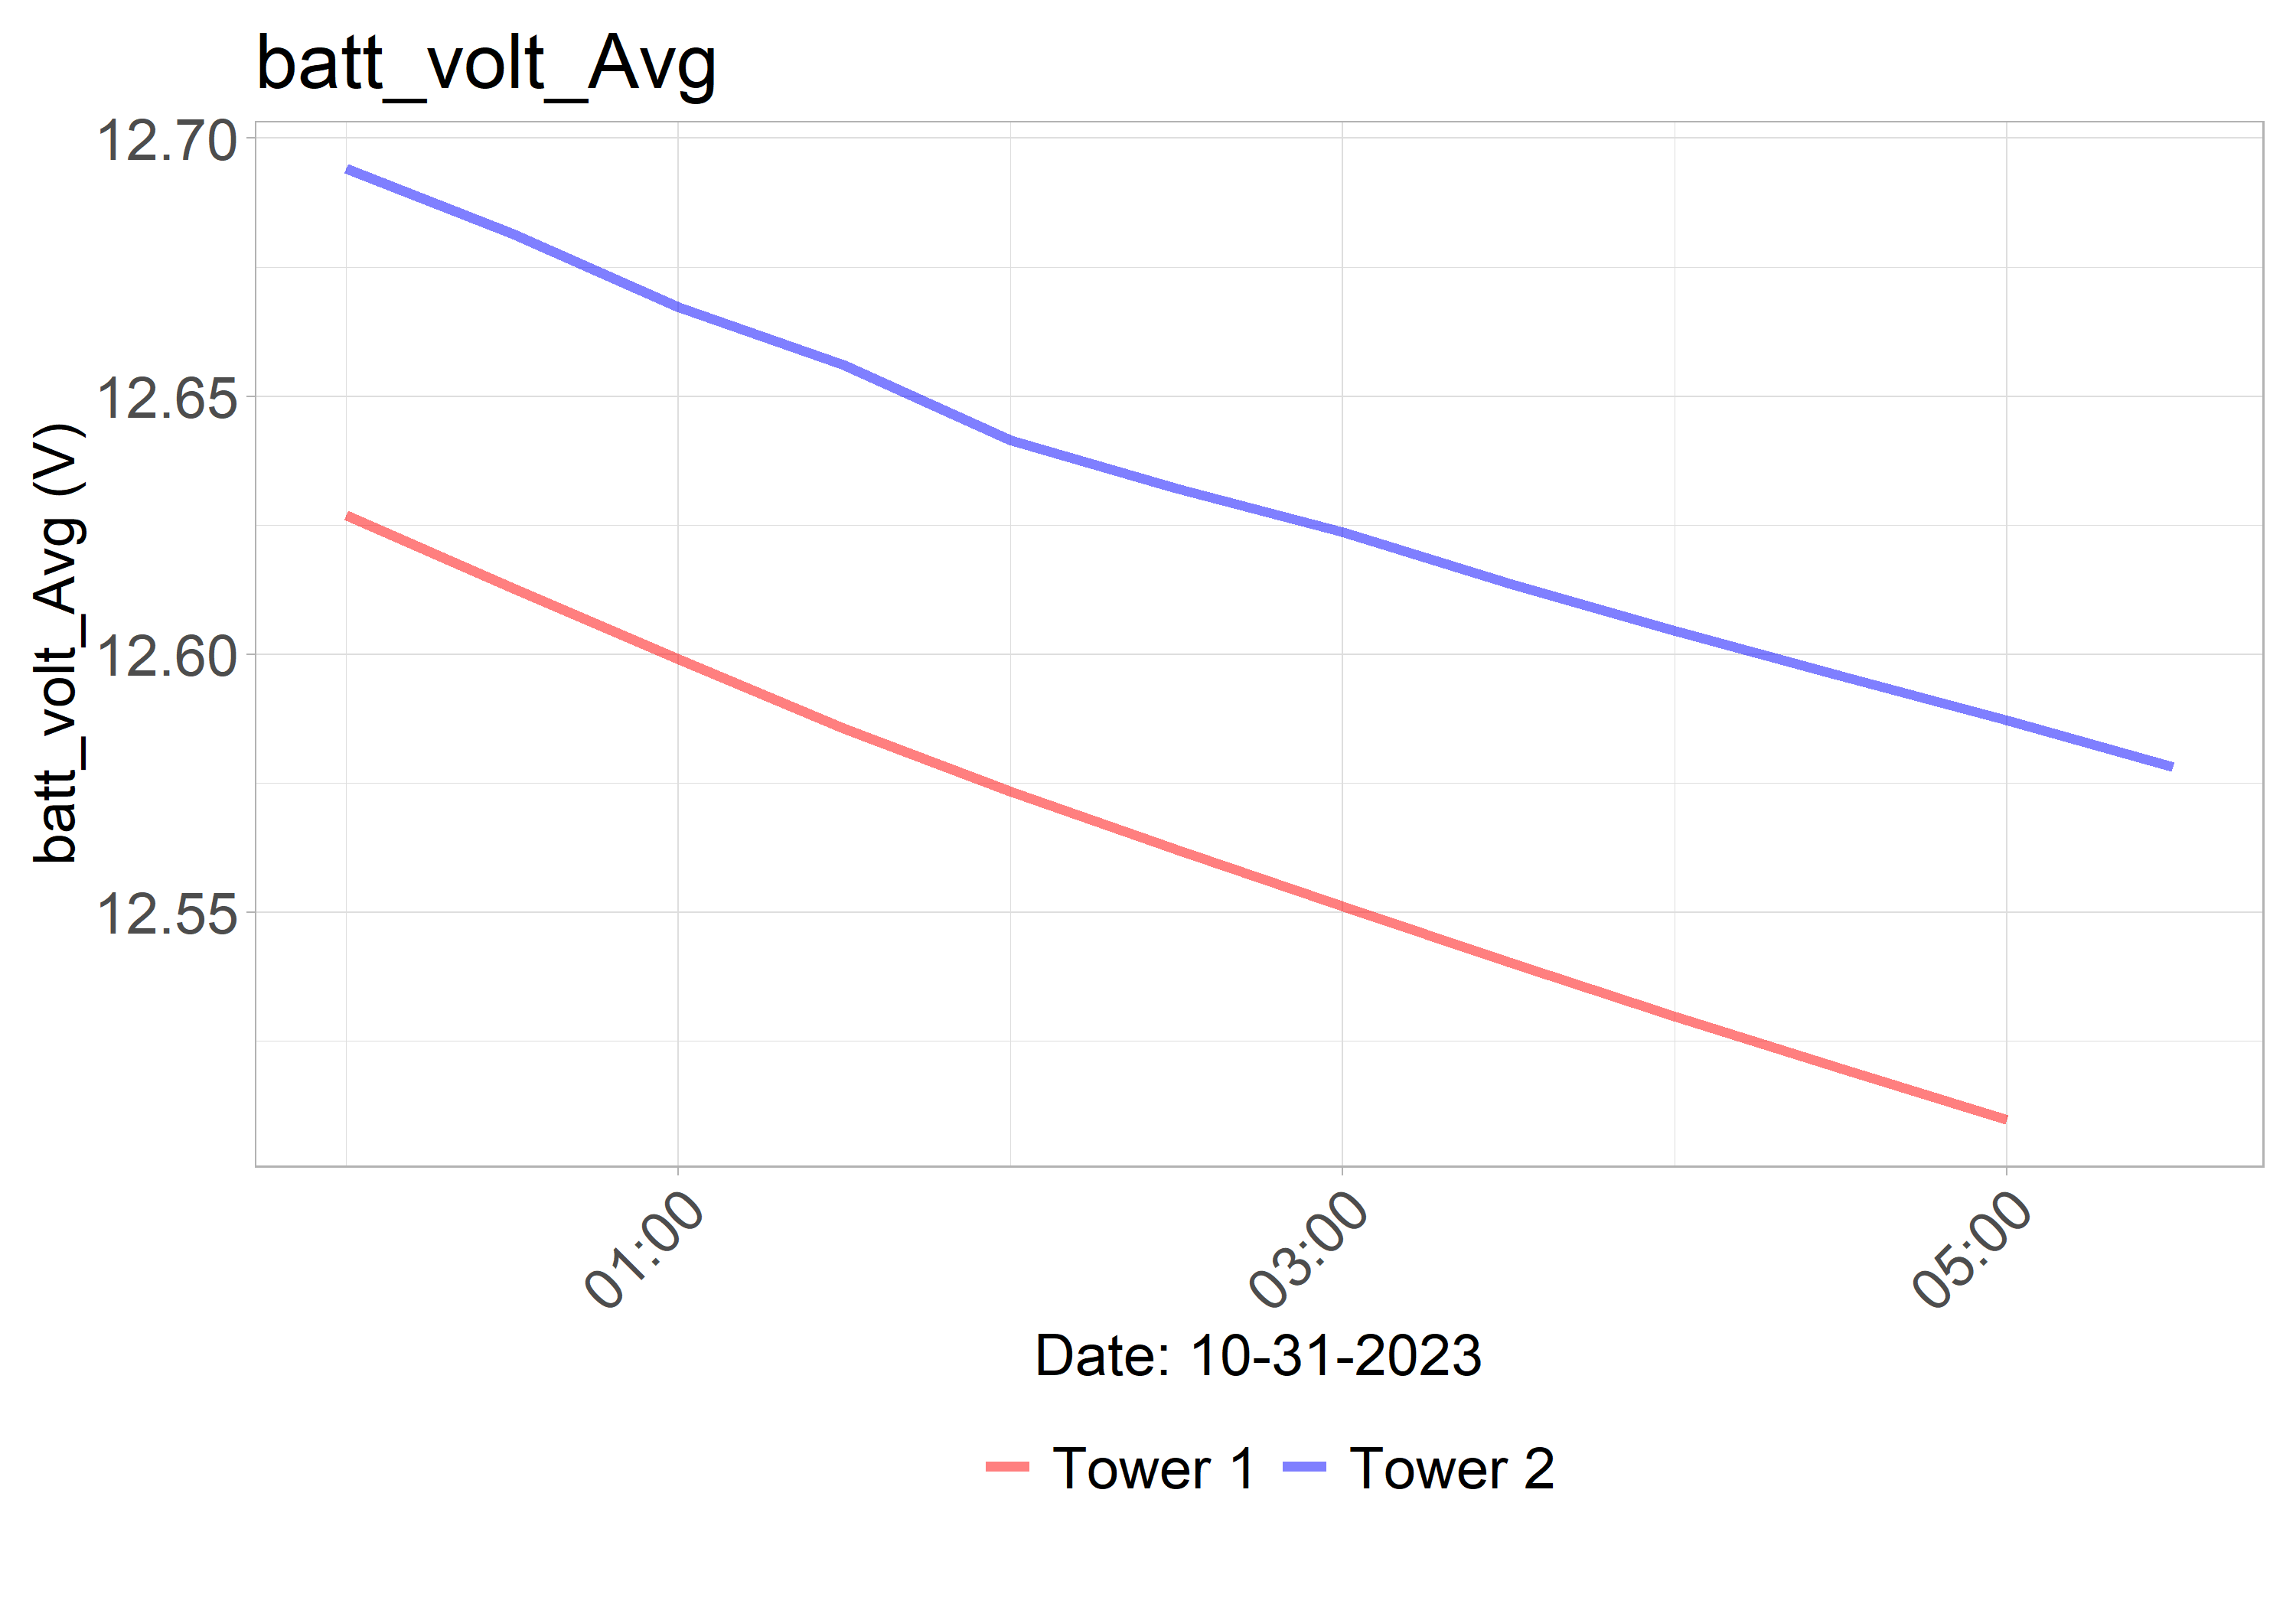 batt_volt_Avg
12.70
12.65
12.60
12.55
batt_volt_Avg (V)
01:00
03:00
05:00
Date: 10-31-2023
Tower 1
Tower 2